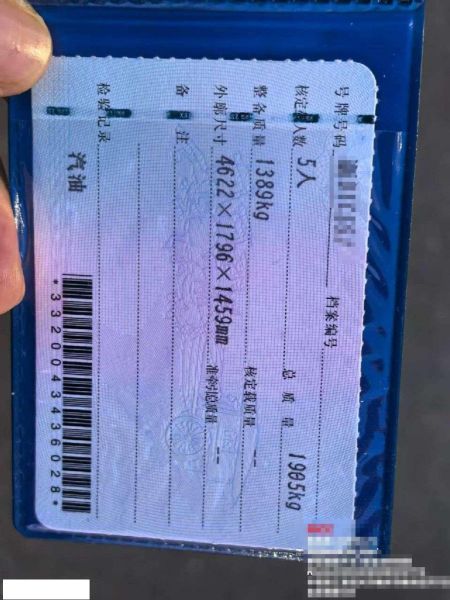 号牌号码 档案编号
核定载人数 5人 总质量 1905kg
整备质量 1389kg 核定载质量 --
外廓尺寸 4622×1796×1459mm 准牵引总质量 --
备注
检验记录
汽油
*3320043436028*